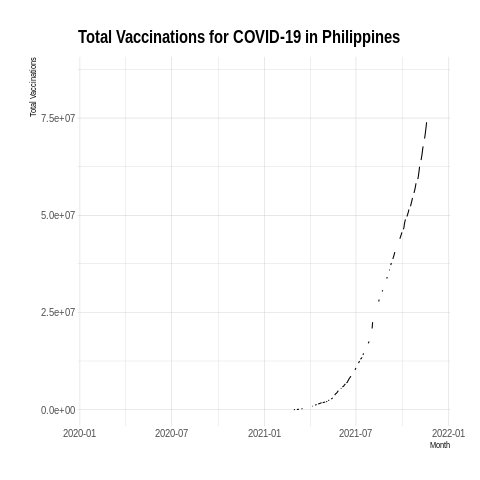 Total Vaccinations for COVID-19 in Philippines
Total Vaccinations
7.5e+07
5.0e+07
2.5e+07
0.0e+00
2020-01 2020-07 2021-01 2021-07 2022-01
Month